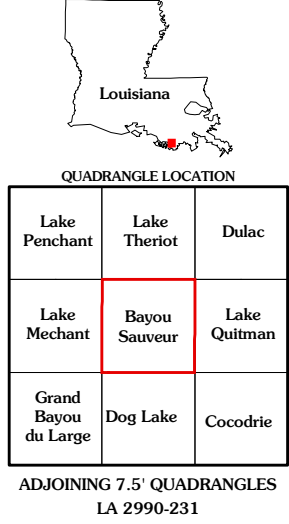 Louisiana
QUADRANGLE LOCATION
Lake
Penchant
Lake
Theriot
Dulac
Lake
Mechant
Bayou
Sauveur
Lake
Quitman
Grand
Bayou
du Large
Dog Lake
Cocodrie
ADJOINING 7.5' QUADRANGLES
LA 2990-231